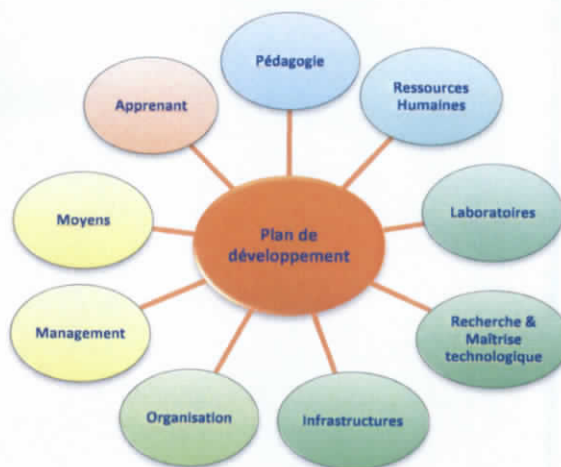 Pédagogie
Ressources
Humaines
Laboratoires
Recherche &
Maîtrise
technologique
Infrastructures
Organisation
Management
Moyens
Apprenant
Plan de
développement